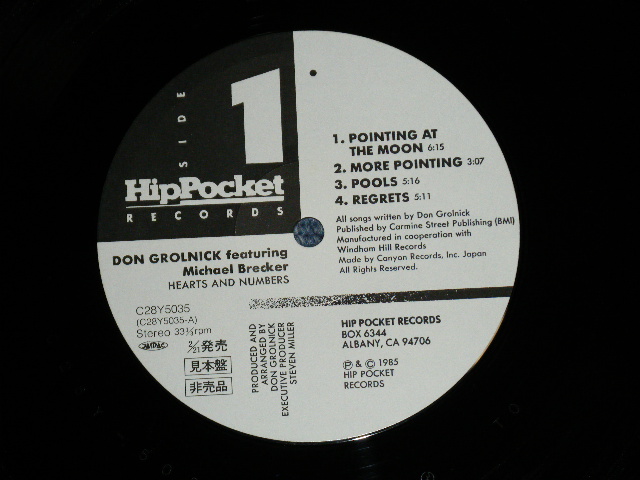 SIDE
1
HipPocket
RECORDS
1. POINTING AT
THE MOON 6:15
2. MORE POINTING 3:07
3. POOLS 5:16
4. REGRETS 5:11
All songs written by Don Grolnick
Published by Carmine Street Publishing (BMI)
Manufactured in cooperation with
Windham Hill Records
Made by Canyon Records, Inc. Japan
All Rights Reserved.
DON GROLNICK featuring
Michael Brecker
HEARTS AND NUMBERS
C28Y5035
(C28Y5035-A)
Stereo 33⅓rpm
2/21発売
見本盤
非売品
PRODUCED AND
ARRANGED BY
DON GROLNICK
EXECUTIVE PRODUCER
STEVEN MILLER
HIP POCKET RECORDS
BOX 6344
ALBANY, CA 94706
℗ & © 1985
HIP POCKET
RECORDS